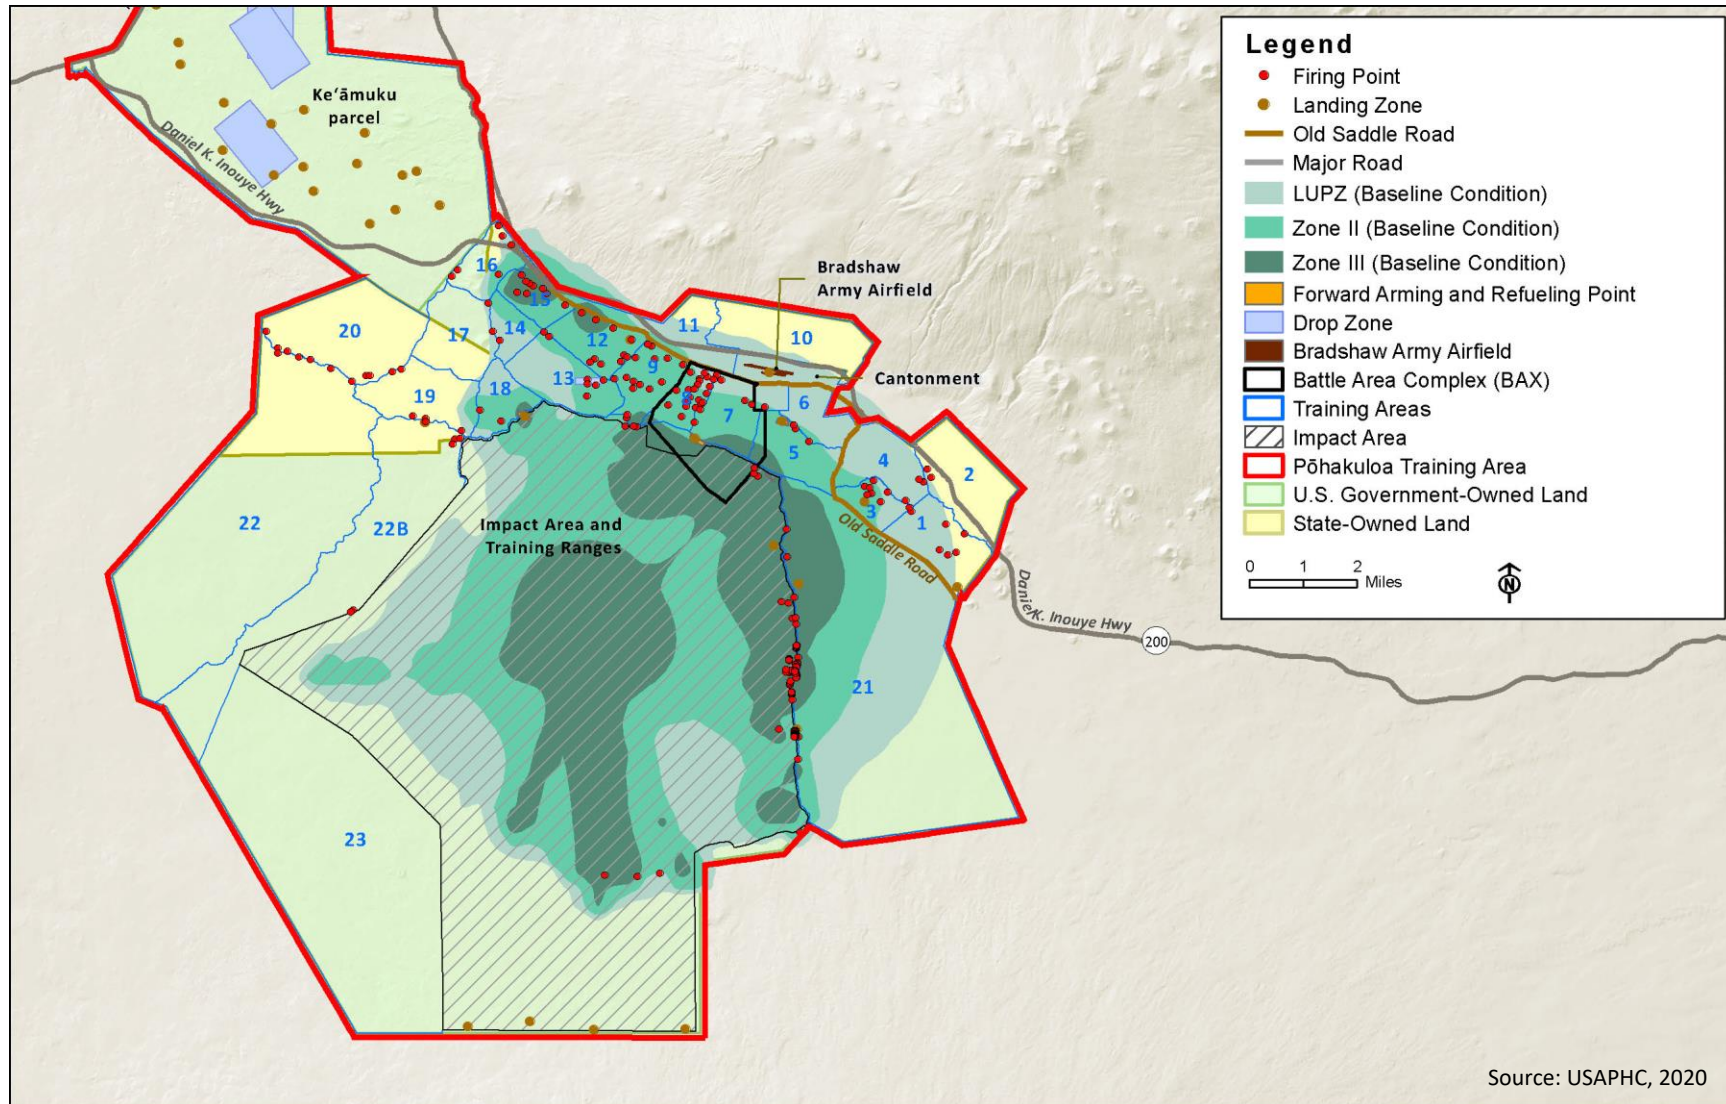 Legend
Firing Point
Landing Zone
Old Saddle Road
Major Road
LUPZ (Baseline Condition)
Zone II (Baseline Condition)
Zone III (Baseline Condition)
Forward Arming and Refueling Point
Drop Zone
Bradshaw Army Airfield
Battle Area Complex (BAX)
Training Areas
Impact Area
Pōhakuloa Training Area
U.S. Government-Owned Land
State-Owned Land
0 1 2
Miles
N
Keʻāmuku
parcel
Daniel K. Inouye Hwy
Bradshaw
Army Airfield
Cantonment
16
15
11
10
20
17
14
12
9
13
18
19
8
7
6
5
4
2
3
1
Old Saddle Road
22
22B
Impact Area and
Training Ranges
Daniel K. Inouye Hwy
200
21
23
Source: USAPHC, 2020